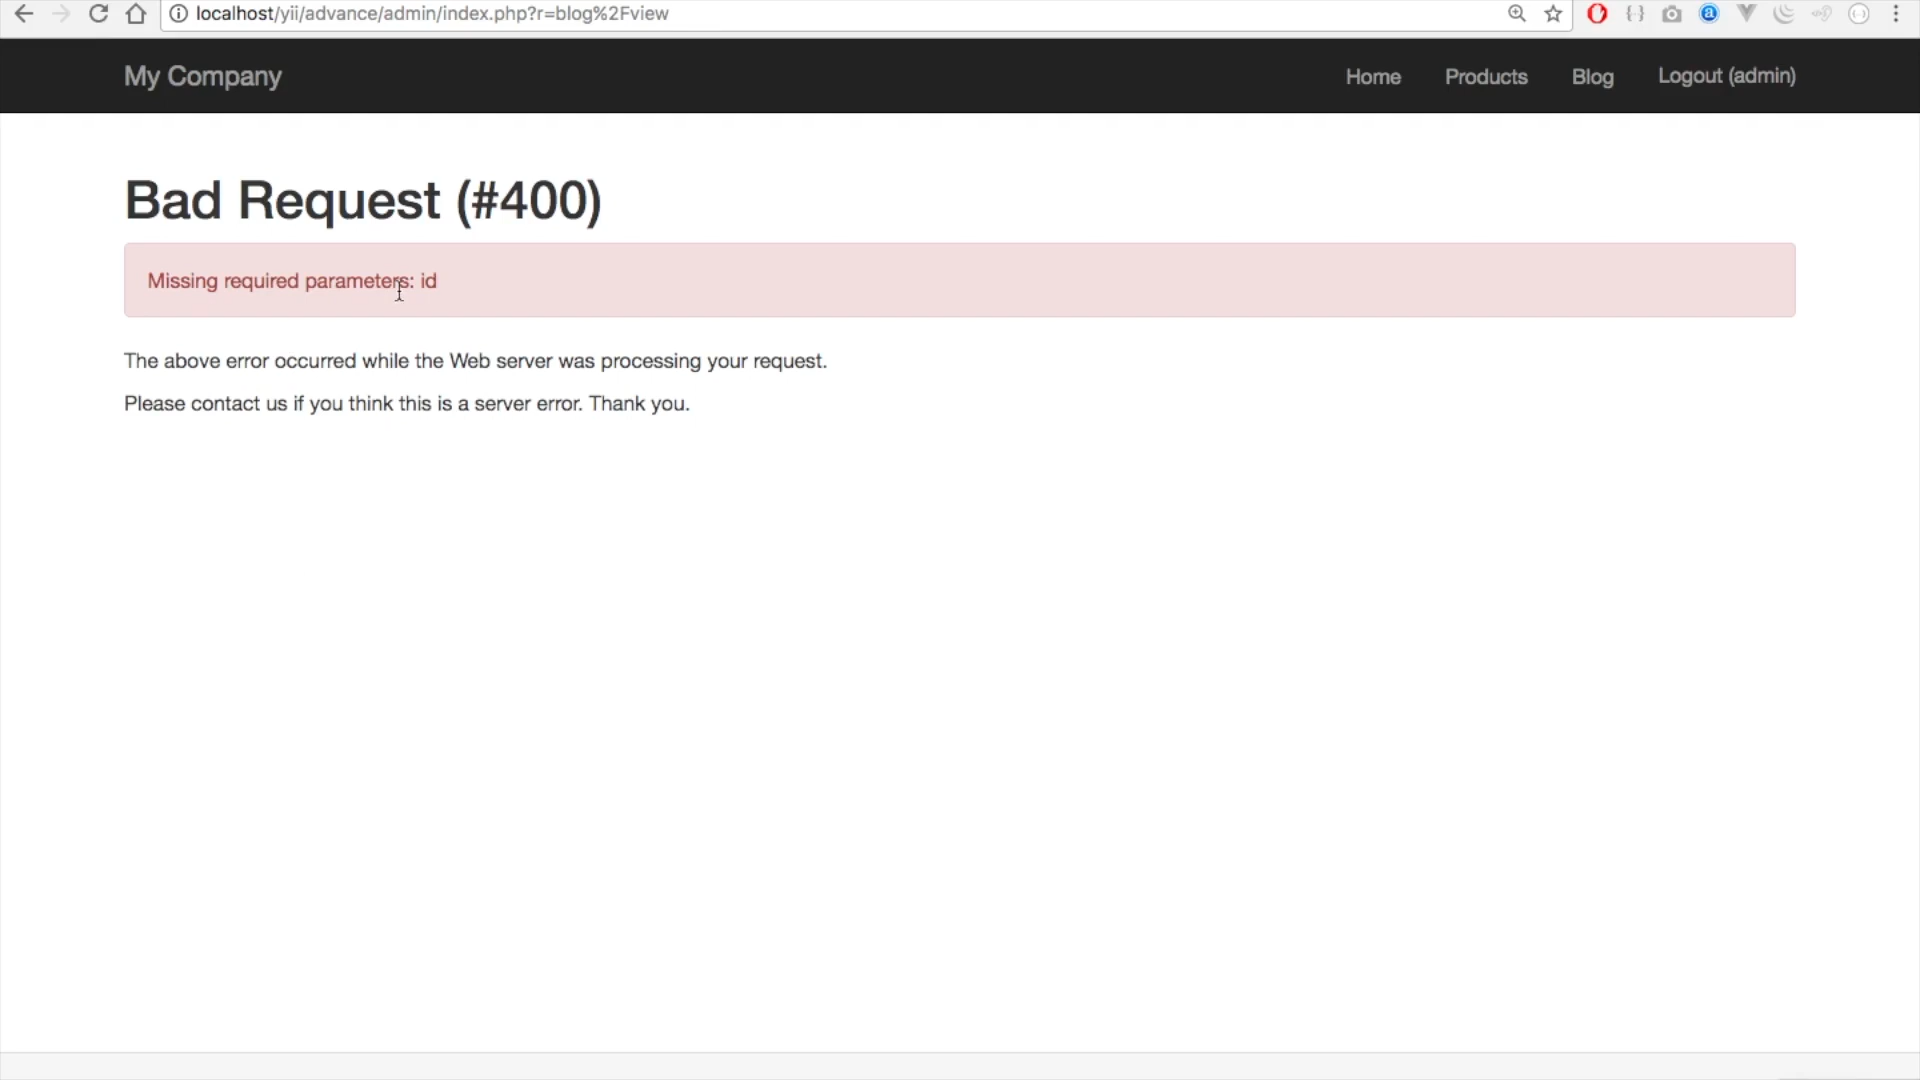 localhost/yii/advance/admin/index.php?r=blog%2Fview
My Company
Home
Products
Blog
Logout (admin)
Bad Request (#400)
Missing required parameters: id
The above error occurred while the Web server was processing your request.
Please contact us if you think this is a server error. Thank you.